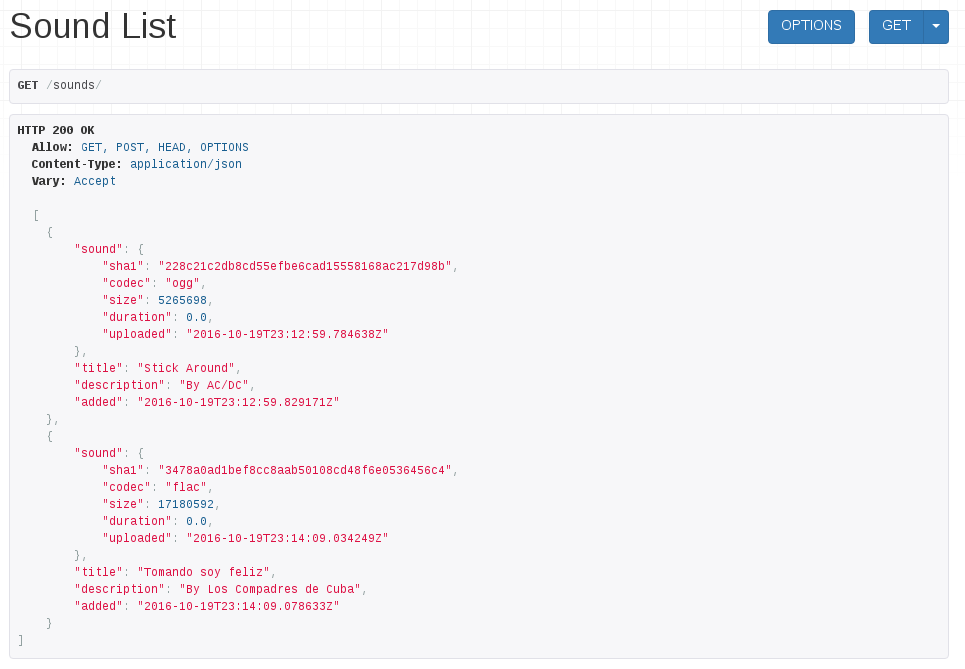 Sound List
OPTIONS
GET
GET /sounds/
HTTP 200 OK
Allow: GET, POST, HEAD, OPTIONS
Content-Type: application/json
Vary: Accept
[
{
"sound": {
"sha1": "228c21c2db8cd55efbe6cad15558168ac217d98b",
"codec": "ogg",
"size": 5265698,
"duration": 0.0,
"uploaded": "2016-10-19T23:12:59.784638Z"
},
"title": "Stick Around",
"description": "By AC/DC",
"added": "2016-10-19T23:12:59.829171Z"
},
{
"sound": {
"sha1": "3478a0ad1bef8cc8aab50108cd48f6e0536456c4",
"codec": "flac",
"size": 17180592,
"duration": 0.0,
"uploaded": "2016-10-19T23:14:09.034249Z"
},
"title": "Tomando soy feliz",
"description": "By Los Compadres de Cuba",
"added": "2016-10-19T23:14:09.078633Z"
}
]